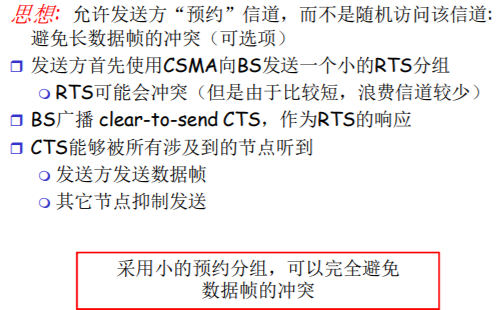 思想: 允许发送方“预约”信道，而不是随机访问该信道:
避免长数据帧的冲突（可选项）
发送方首先使用CSMA向BS发送一个小的RTS分组
RTS可能会冲突（但是由于比较短，浪费信道较少）
BS广播 clear-to-send CTS，作为RTS的响应
CTS能够被所有涉及到的节点听到
发送方发送数据帧
其它节点抑制发送
采用小的预约分组，可以完全避免
数据帧的冲突